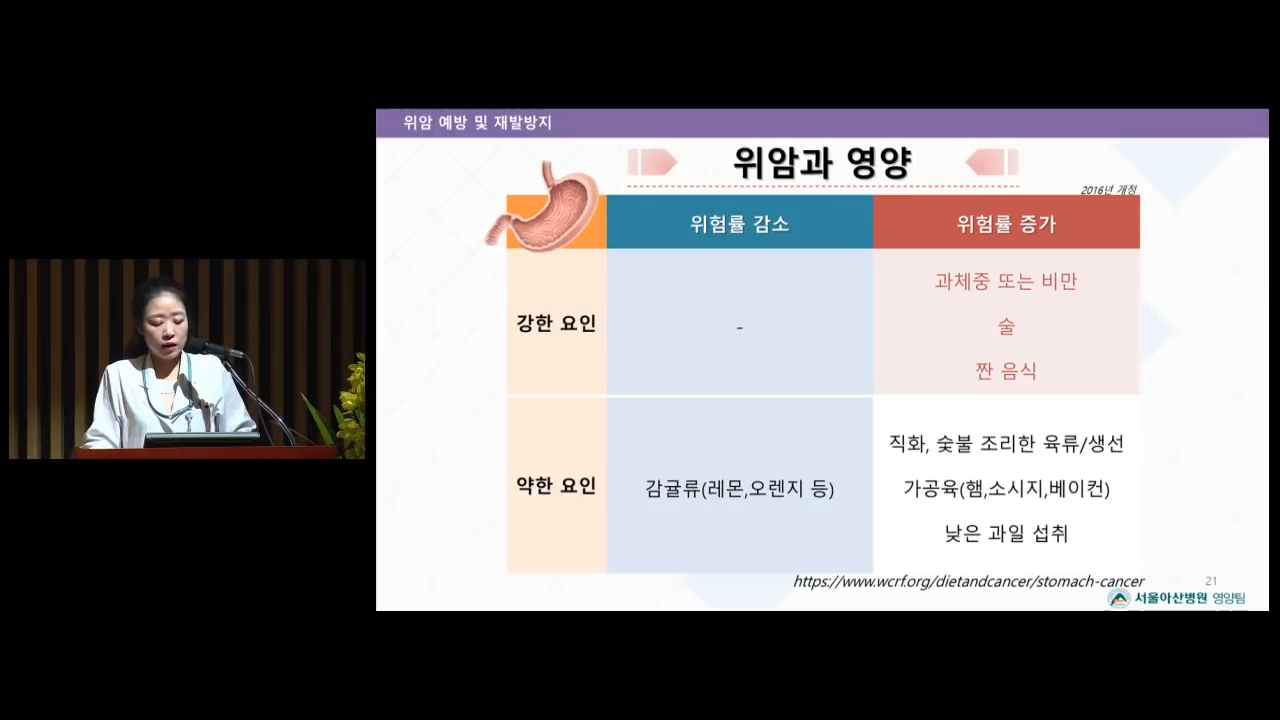 위암 예방 및 재발방지
위암과 영양
2016년 개정
위험률 감소
위험률 증가
강한 요인
-
과체중 또는 비만
술
짠 음식
약한 요인
감귤류(레몬,오렌지 등)
직화, 숯불 조리한 육류/생선
가공육(햄,소시지,베이컨)
낮은 과일 섭취
https://www.wcrf.org/dietandcancer/stomach-cancer
21
서울아산병원 영양팀